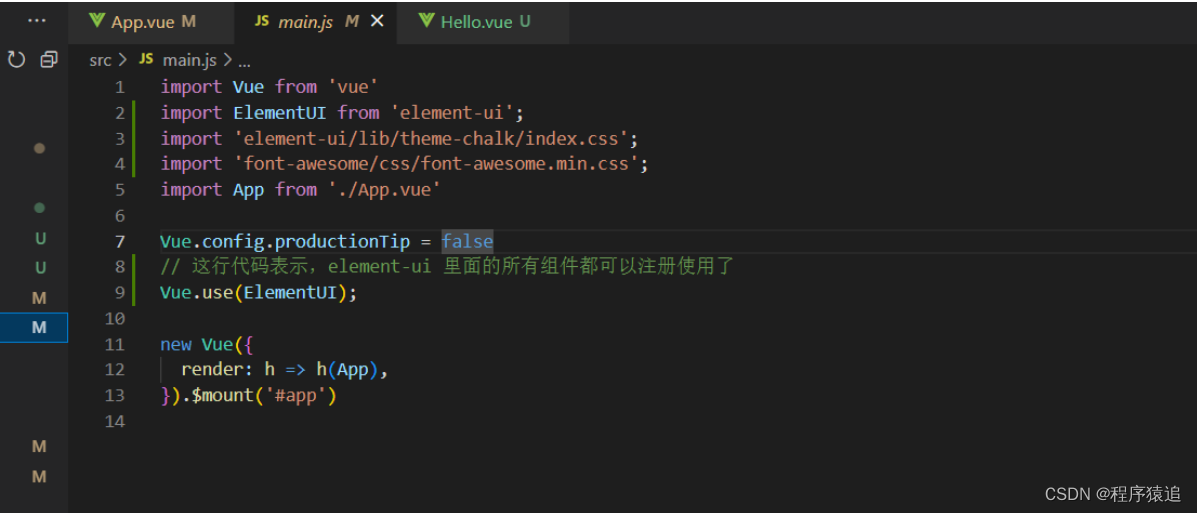 ... App.vue M JS main.js M × Hello.vue U
src > JS main.js > ...
1 import Vue from 'vue'
2 import ElementUI from 'element-ui';
3 import 'element-ui/lib/theme-chalk/index.css';
4 import 'font-awesome/css/font-awesome.min.css';
5 import App from './App.vue'
6
7 Vue.config.productionTip = false
8 // 这行代码表示，element-ui 里面的所有组件都可以注册使用了
9 Vue.use(ElementUI);
10
11 new Vue({
12   render: h => h(App),
13 }).$mount('#app')
14
U
U
M
M
M
M
CSDN @程序猿追